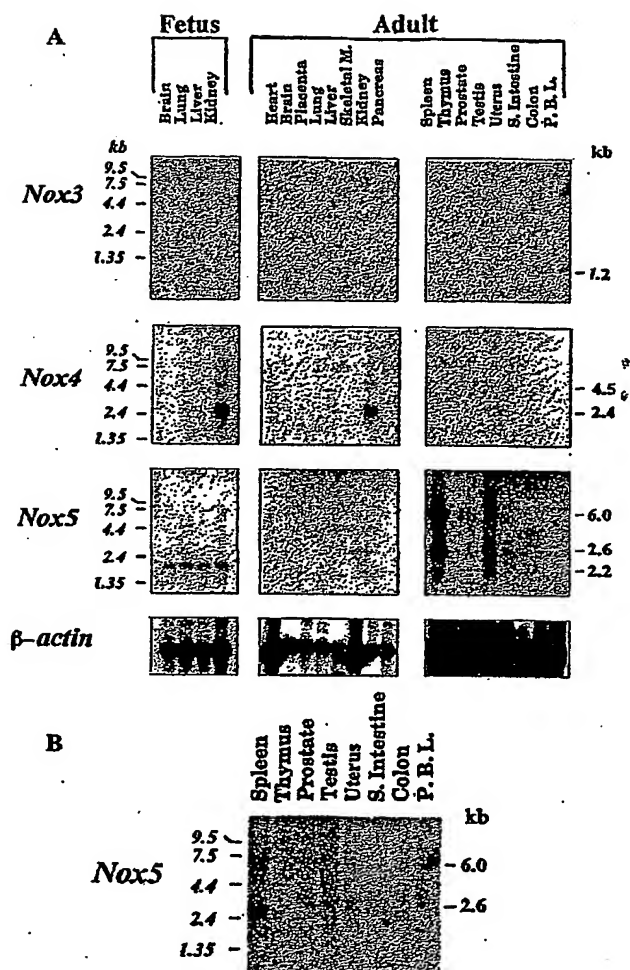 A
Fetus
Adult
Brain
Lung
Liver
Kidney
Heart
Brain
Placenta
Lung
Liver
Skeletal M.
Kidney
Pancreas
Spleen
Thymus
Prostate
Testis
Uterus
S. Intestine
Colon
P. B. L.
kb
kb
Nox3
9.5
7.5
4.4
2.4
1.35
1.2
Nox4
9.5
7.5
4.4
2.4
1.35
4.5
2.4
Nox5
9.5
7.5
4.4
2.4
1.35
6.0
2.6
2.2
β-actin
B
Spleen
Thymus
Prostate
Testis
Uterus
S. Intestine
Colon
P. B. L.
kb
Nox5
9.5
7.5
4.4
2.4
1.35
6.0
2.6